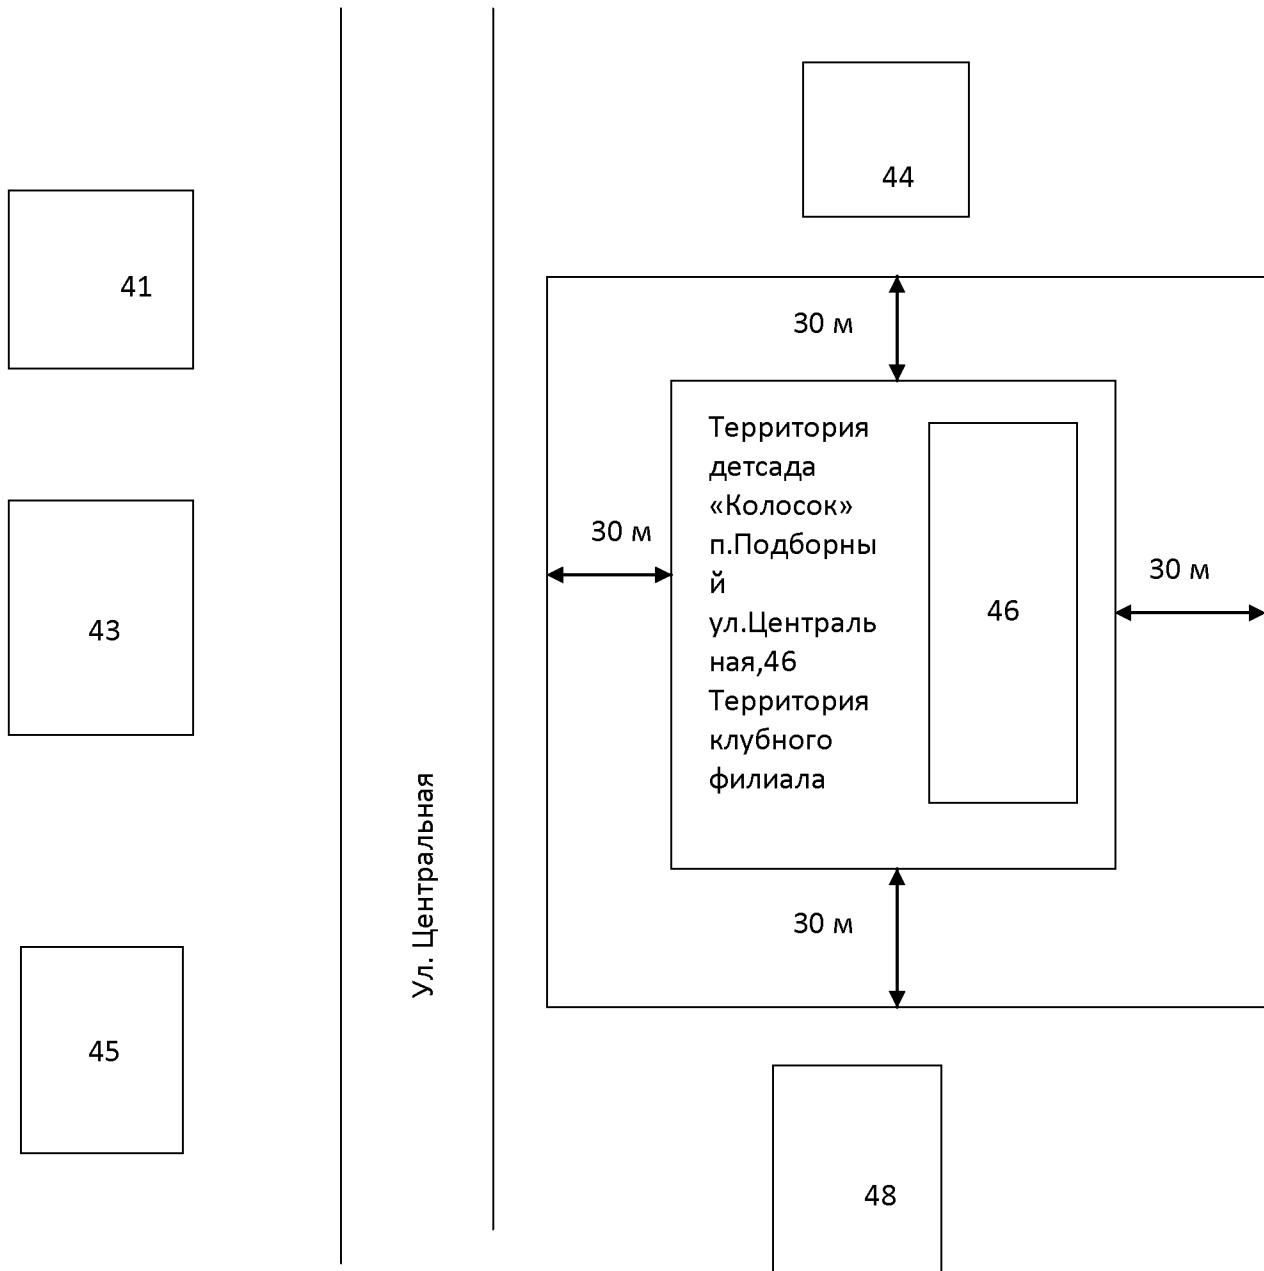 44
41
30 м
Территория
детсада
«Колосок»
п.Подборны
й
ул.Централь
ная,46
Территория
клубного
филиала
30 м
30 м
46
43
Ул. Центральная
30 м
45
48